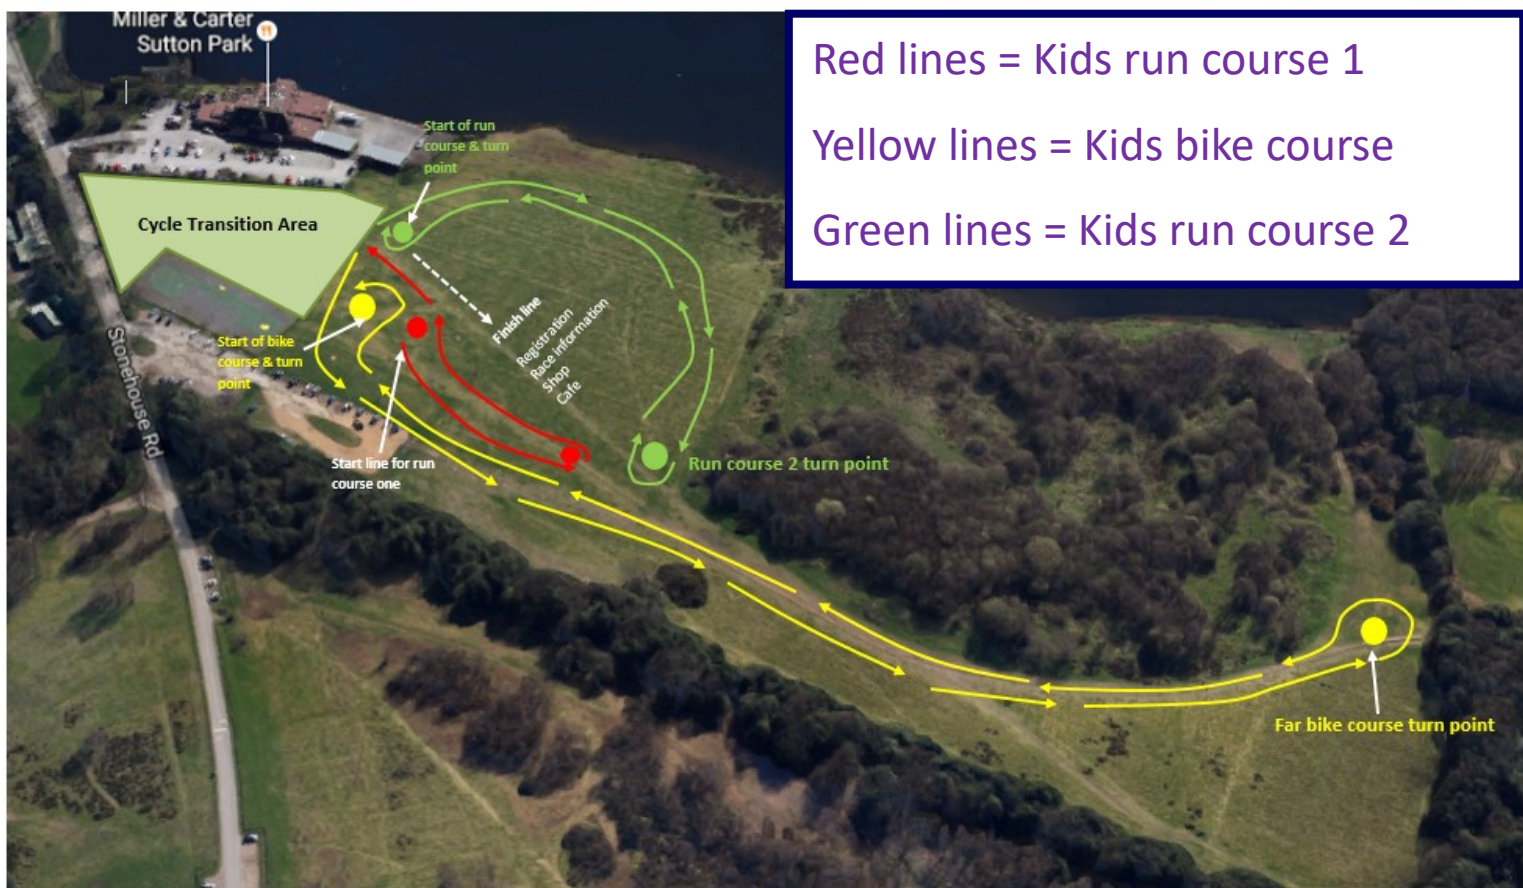 Miller & Carter
Sutton Park
Red lines = Kids run course 1
Yellow lines = Kids bike course
Green lines = Kids run course 2
Start of run
course & turn
point
Cycle Transition Area
Finish line
Registration
Race information
Shop
Cafe
Start of bike
course & turn
point
Stonehouse Rd
Start line for run
course one
Run course 2 turn point
Far bike course turn point